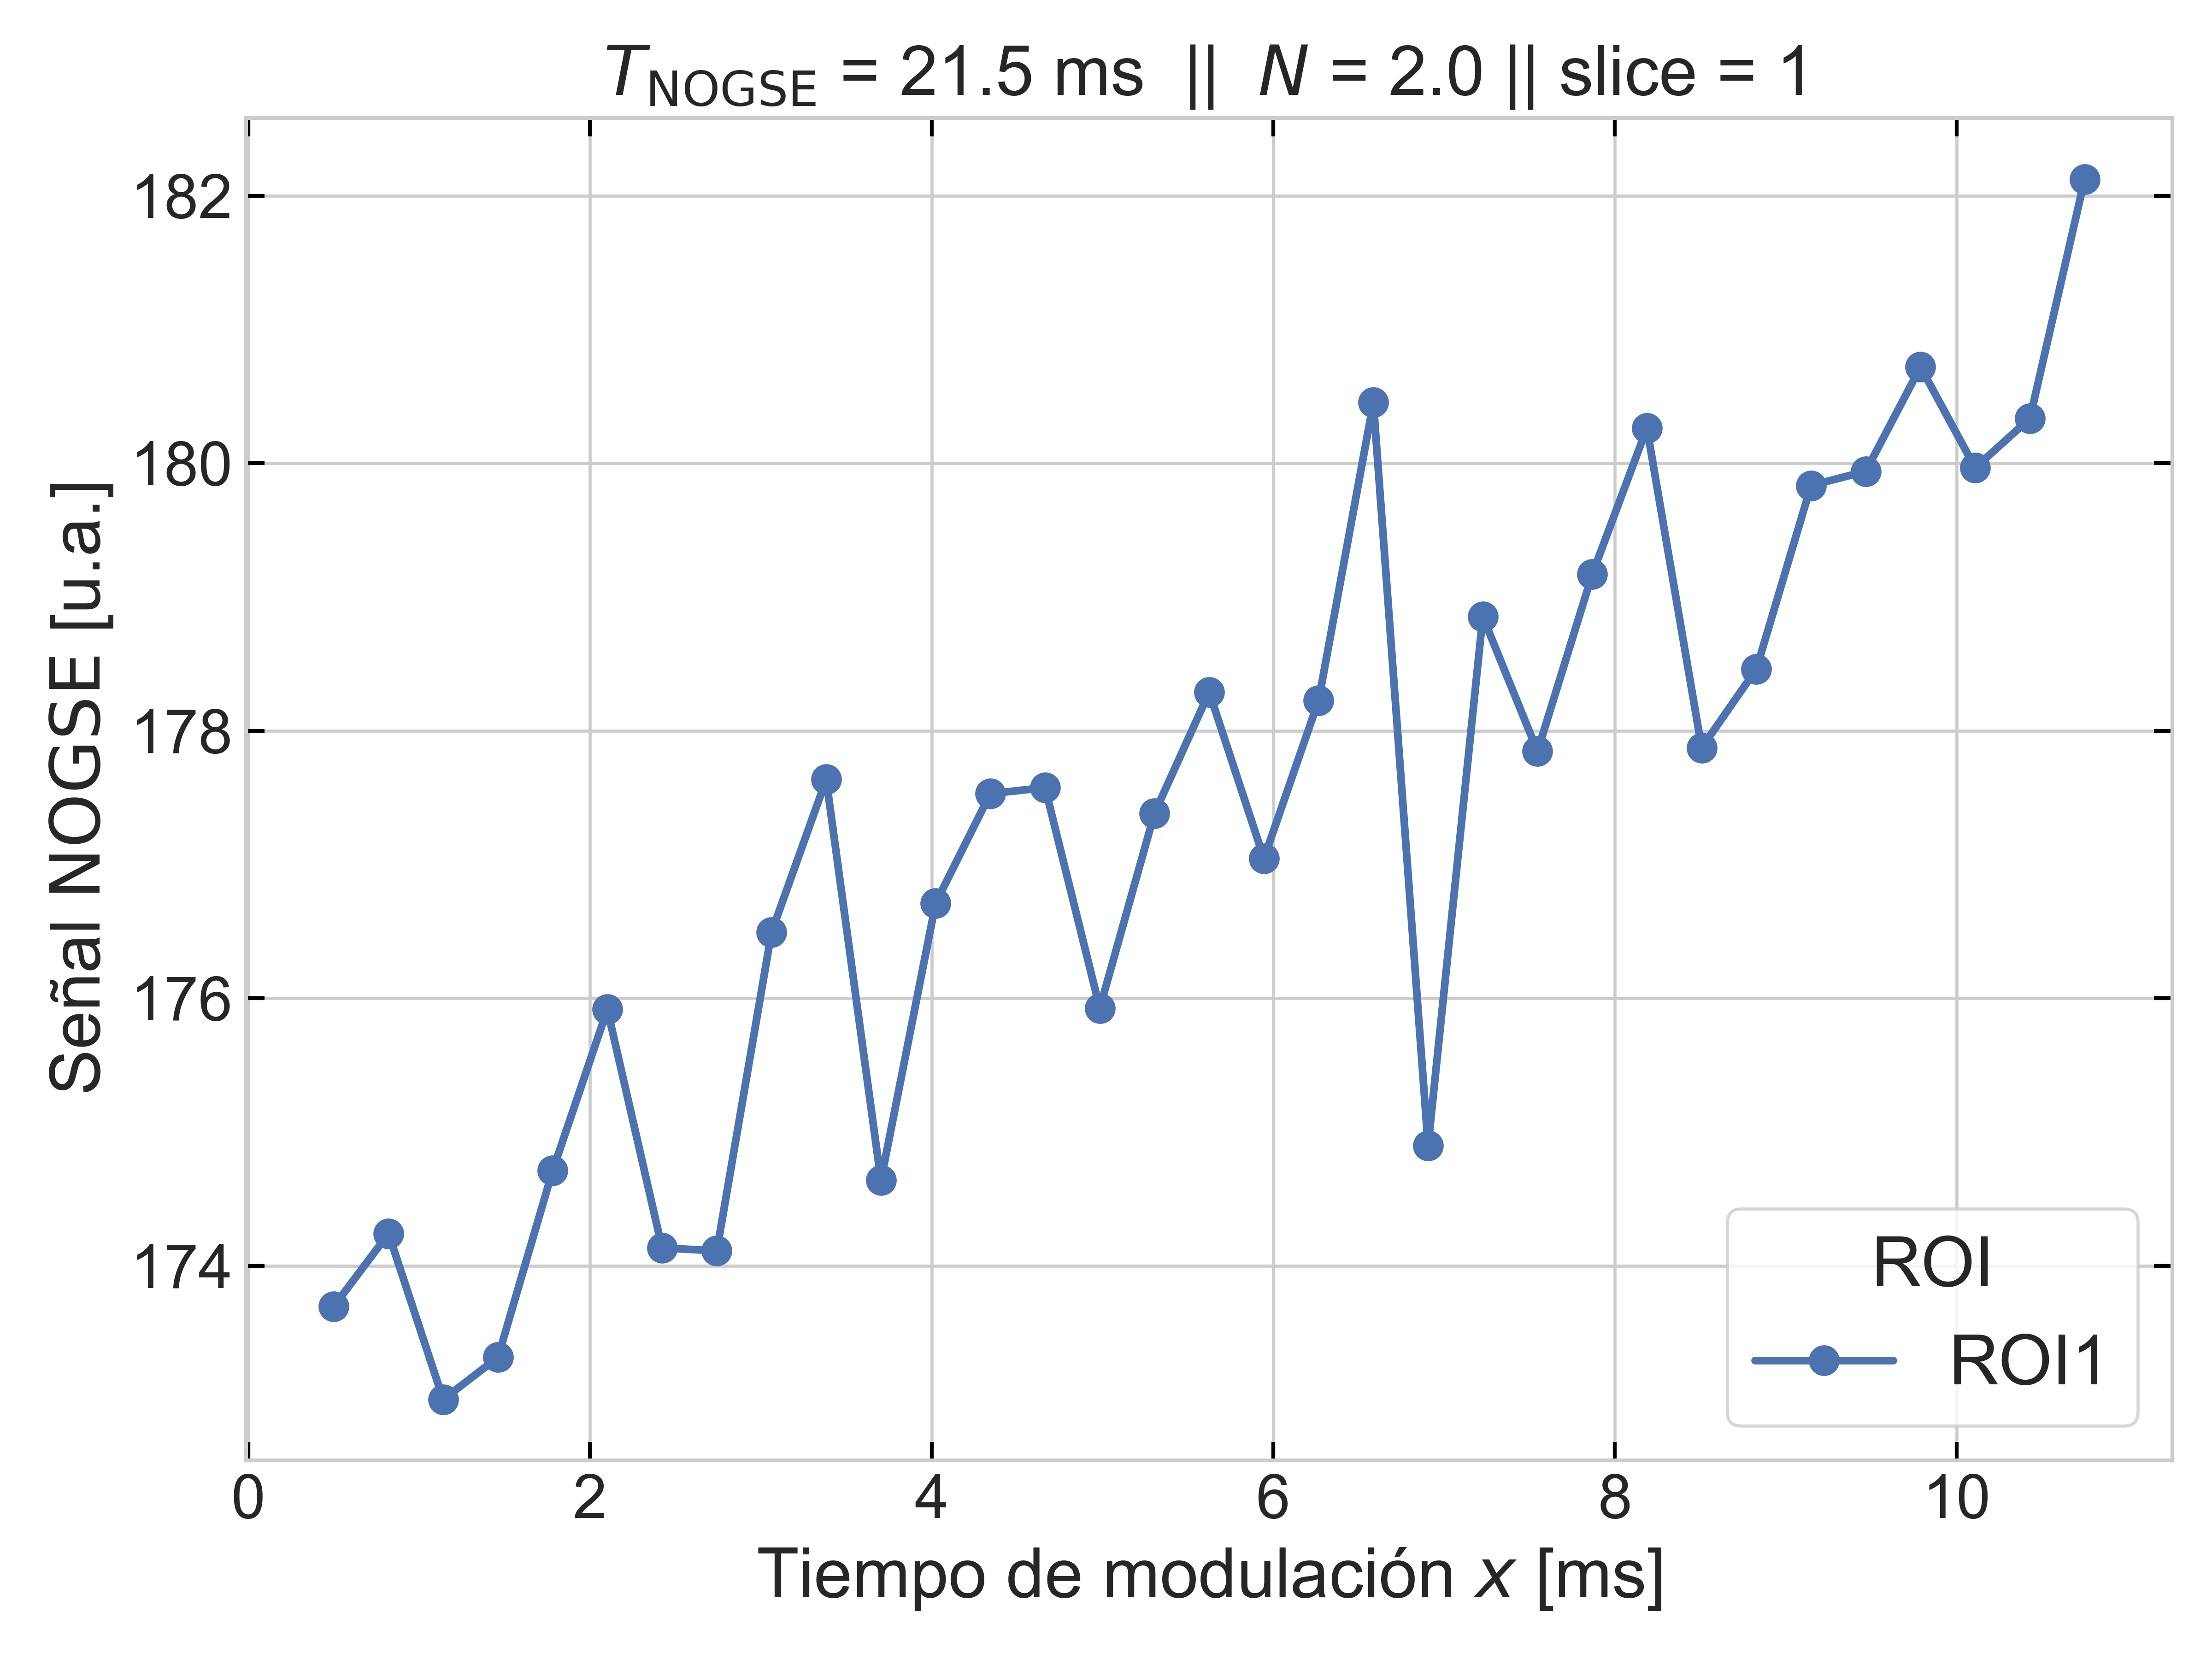 T_NOGSE = 21.5 ms || N = 2.0 || slice = 1
182
180
178
176
174
Señal NOGSE [u.a.]
ROI
ROI1
0 2 4 6 8 10
Tiempo de modulación x [ms]